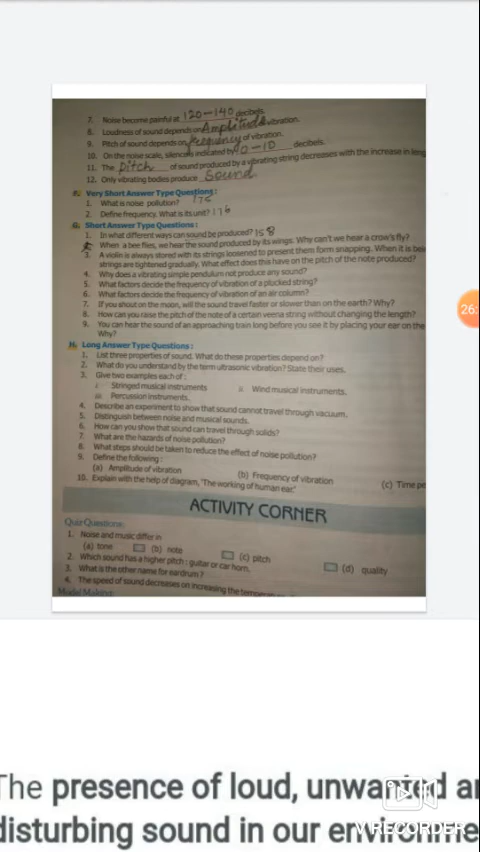 7. Noise become painful at 120-140 decibels.
8. Loudness of sound depends on Amplitude vibration.
9. Pitch of sound depends on frequency of vibration.
10. On the noise scale, silence is indicated by 0-10 decibels.
11. The pitch of sound produced by a vibrating string decreases with the increase in
12. Only vibrating bodies produce Sound
F. Very Short Answer Type Questions:
1. What is noise pollution? 175
2. Define frequency. What is its unit? 176
G. Short Answer Type Questions:
1. In what different ways can sound be produced? 158
2. When a bee flies, we hear the sound produced by its wings. Why can't we hear a crow's fly?
3. A violin is always stored with its strings loosened to present them form snapping. When it is
strings are tightened gradually. What effect does this have on the pitch of the note produced?
4. Why does a vibrating simple pendulum not produce any sound?
5. What factors decide the frequency of vibration of a plucked string?
6. What factors decide the frequency of vibration of an air column?
7. If you shout on the moon, will the sound travel faster or slower than on the earth? Why?
8. How can you raise the pitch of the note of a certain veena string without changing the length?
9. You can hear the sound of an approaching train long before you see it by placing your ear on the
Why?
H. Long Answer Type Questions:
1. List three properties of sound. What do these properties depend on?
2. What do you understand by the term ultrasonic vibration? State their uses.
3. Give two examples each of:
i. Stringed musical instruments ii. Wind musical instruments.
iii. Percussion instruments.
4. Describe an experiment to show that sound cannot travel through vacuum.
5. Distinguish between noise and musical sounds.
6. How can you show that sound can travel through solids?
7. What are the hazards of noise pollution?
8. What steps should be taken to reduce the effect of noise pollution?
9. Define the following:
(a) Amplitude of vibration (b) Frequency of vibration (c) Time
10. Explain with the help of diagram, 'The working of human ear.'
ACTIVITY CORNER
Quiz Questions:
1. Noise and music differ in
(a) tone (b) note (c) pitch (d) quality
2. Which sound has a higher pitch: guitar or car horn.
3. What is the other name for eardrum?
4. The speed of sound decreases on increasing the
Model Making:
26:
The presence of loud, unwanted
disturbing sound in our
V RECORDER